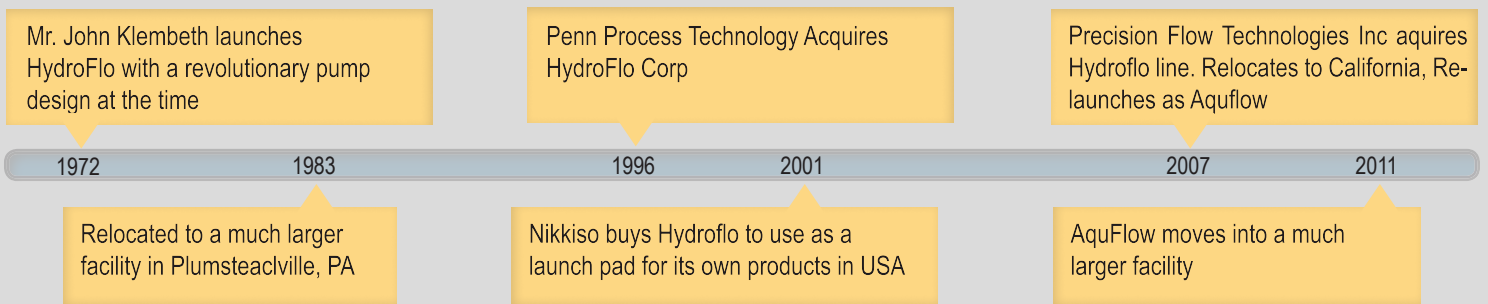 Mr. John Klembeth launches
HydroFlo with a revolutionary pump
design at the time
Penn Process Technology Acquires
HydroFlo Corp
Precision Flow Technologies Inc aquires
Hydroflo line. Relocates to California, Re-
launches as Aquflow
1972 1983 1996 2001 2007 2011
Relocated to a much larger
facility in Plumsteaclville, PA
Nikkiso buys Hydroflo to use as a
launch pad for its own products in USA
AquFlow moves into a much
larger facility